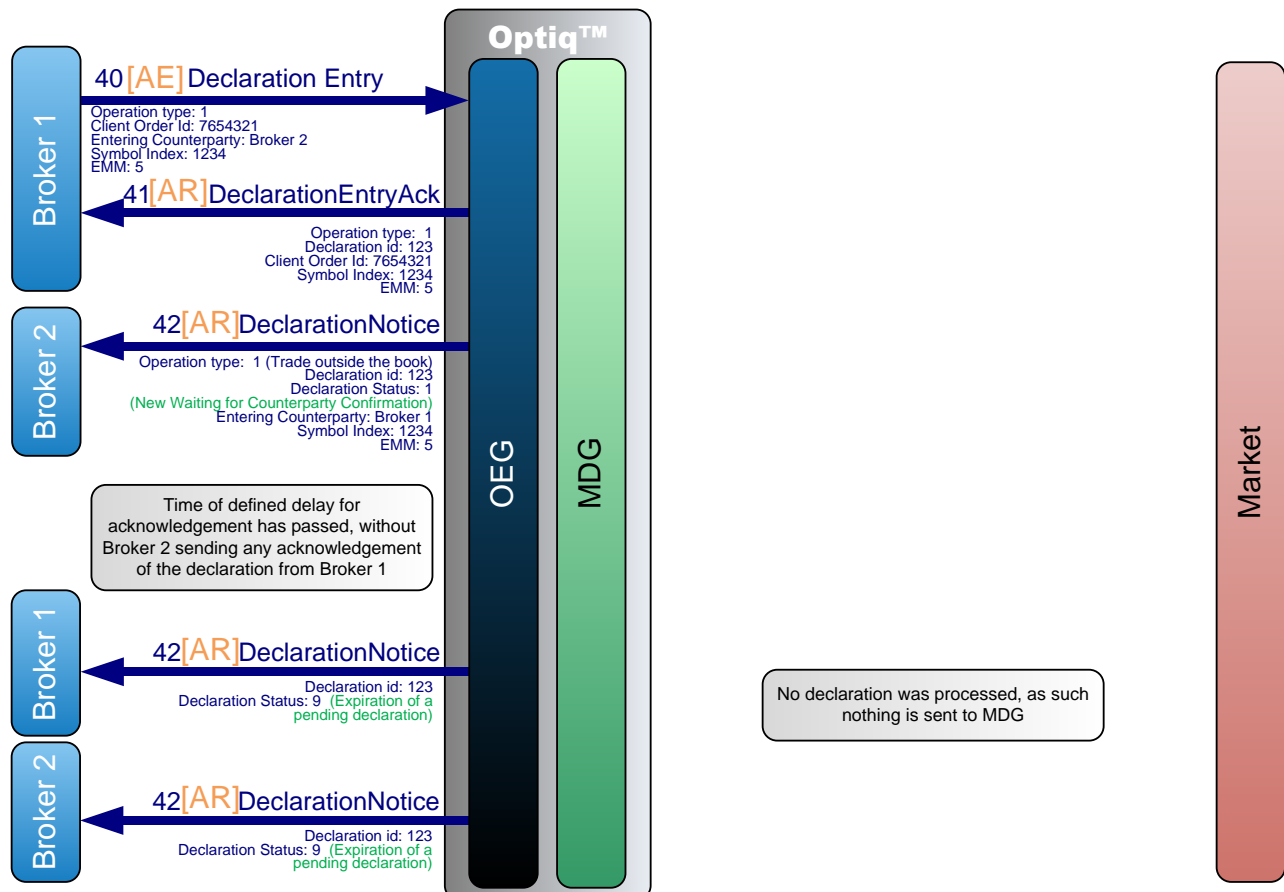 Optiq™
Broker 1
40 [AE] Declaration Entry
Operation type: 1
Client Order Id: 7654321
Entering Counterparty: Broker 2
Symbol Index: 1234
EMM: 5
41[AR]DeclarationEntryAck
Operation type:  1
Declaration id: 123
Client Order Id: 7654321
Symbol Index: 1234
EMM: 5
Broker 2
42[AR]DeclarationNotice
Operation type:  1 (Trade outside the book)
Declaration id: 123
Declaration Status: 1
(New Waiting for Counterparty Confirmation)
Entering Counterparty: Broker 1
Symbol Index: 1234
EMM: 5
OEG
MDG
Market
Time of defined delay for
acknowledgement has passed, without
Broker 2 sending any acknowledgement
of the declaration from Broker 1
Broker 1
42[AR]DeclarationNotice
Declaration id: 123
Declaration Status: 9  (Expiration of a
pending declaration)
No declaration was processed, as such
nothing is sent to MDG
Broker 2
42[AR]DeclarationNotice
Declaration id: 123
Declaration Status: 9  (Expiration of a
pending declaration)